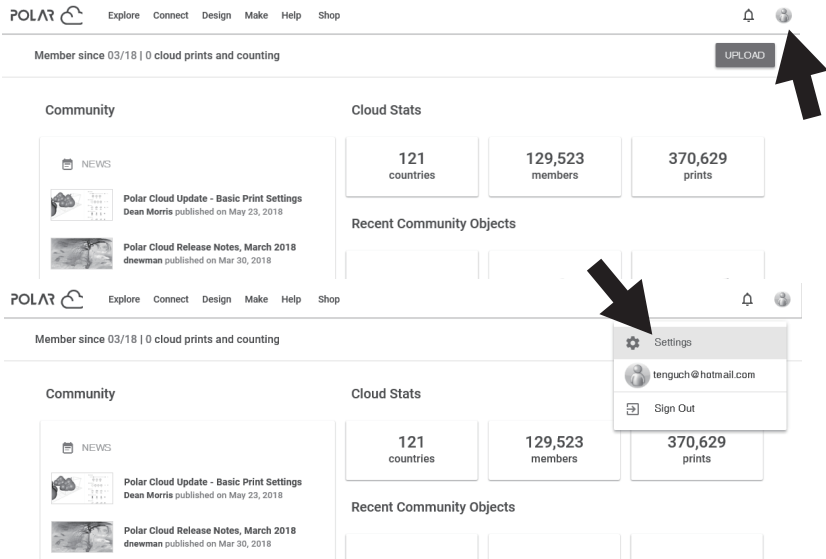 POLAR Explore Connect Design Make Help Shop
Member since 03/18 | 0 cloud prints and counting UPLOAD
Community Cloud Stats
NEWS
121 129,523 370,629
countries members prints
Polar Cloud Update - Basic Print Settings
Dean Morris published on May 23, 2018
Recent Community Objects
Polar Cloud Release Notes, March 2018
dnewman published on Mar 30, 2018
POLAR Explore Connect Design Make Help Shop
Member since 03/18 | 0 cloud prints and counting
Settings
tenguch@hotmail.com
Sign Out
Community Cloud Stats
NEWS
121 129,523 370,629
countries members prints
Polar Cloud Update - Basic Print Settings
Dean Morris published on May 23, 2018
Recent Community Objects
Polar Cloud Release Notes, March 2018
dnewman published on Mar 30, 2018